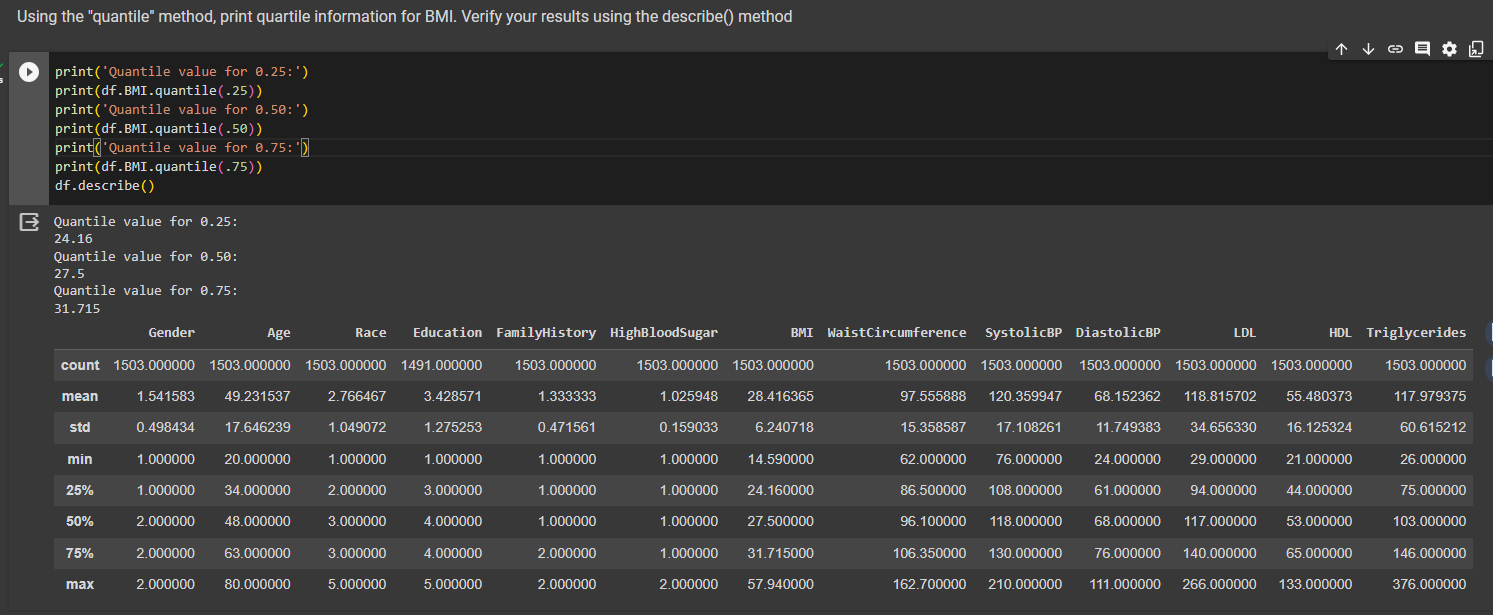 Using the "quantile" method, print quartile information for BMI. Verify your results using the describe() method
print('Quantile value for 0.25:')
print(df.BMI.quantile(.25))
print('Quantile value for 0.50:')
print(df.BMI.quantile(.50))
print('Quantile value for 0.75:')
print(df.BMI.quantile(.75))
df.describe()
Quantile value for 0.25:
24.16
Quantile value for 0.50:
27.5
Quantile value for 0.75:
31.715
Gender Age Race Education FamilyHistory HighBloodSugar BMI WaistCircumference SystolicBP DiastolicBP LDL HDL Triglycerides
count 1503.000000 1503.000000 1503.000000 1491.000000 1503.000000 1503.000000 1503.000000 1503.000000 1503.000000 1503.000000 1503.000000 1503.000000 1503.000000
mean 1.541583 49.231537 2.766467 3.428571 1.333333 1.025948 28.416365 97.555888 120.359947 68.152362 118.815702 55.480373 117.979375
std 0.498434 17.646239 1.049072 1.275253 0.471561 0.159033 6.240718 15.358587 17.108261 11.749383 34.656330 16.125324 60.615212
min 1.000000 20.000000 1.000000 1.000000 1.000000 1.000000 14.590000 62.000000 76.000000 24.000000 29.000000 21.000000 26.000000
25% 1.000000 34.000000 2.000000 3.000000 1.000000 1.000000 24.160000 86.500000 108.000000 61.000000 94.000000 44.000000 75.000000
50% 2.000000 48.000000 3.000000 4.000000 1.000000 1.000000 27.500000 96.100000 118.000000 68.000000 117.000000 53.000000 103.000000
75% 2.000000 63.000000 3.000000 4.000000 2.000000 1.000000 31.715000 106.350000 130.000000 76.000000 140.000000 65.000000 146.000000
max 2.000000 80.000000 5.000000 5.000000 2.000000 2.000000 57.940000 162.700000 210.000000 111.000000 266.000000 133.000000 376.000000